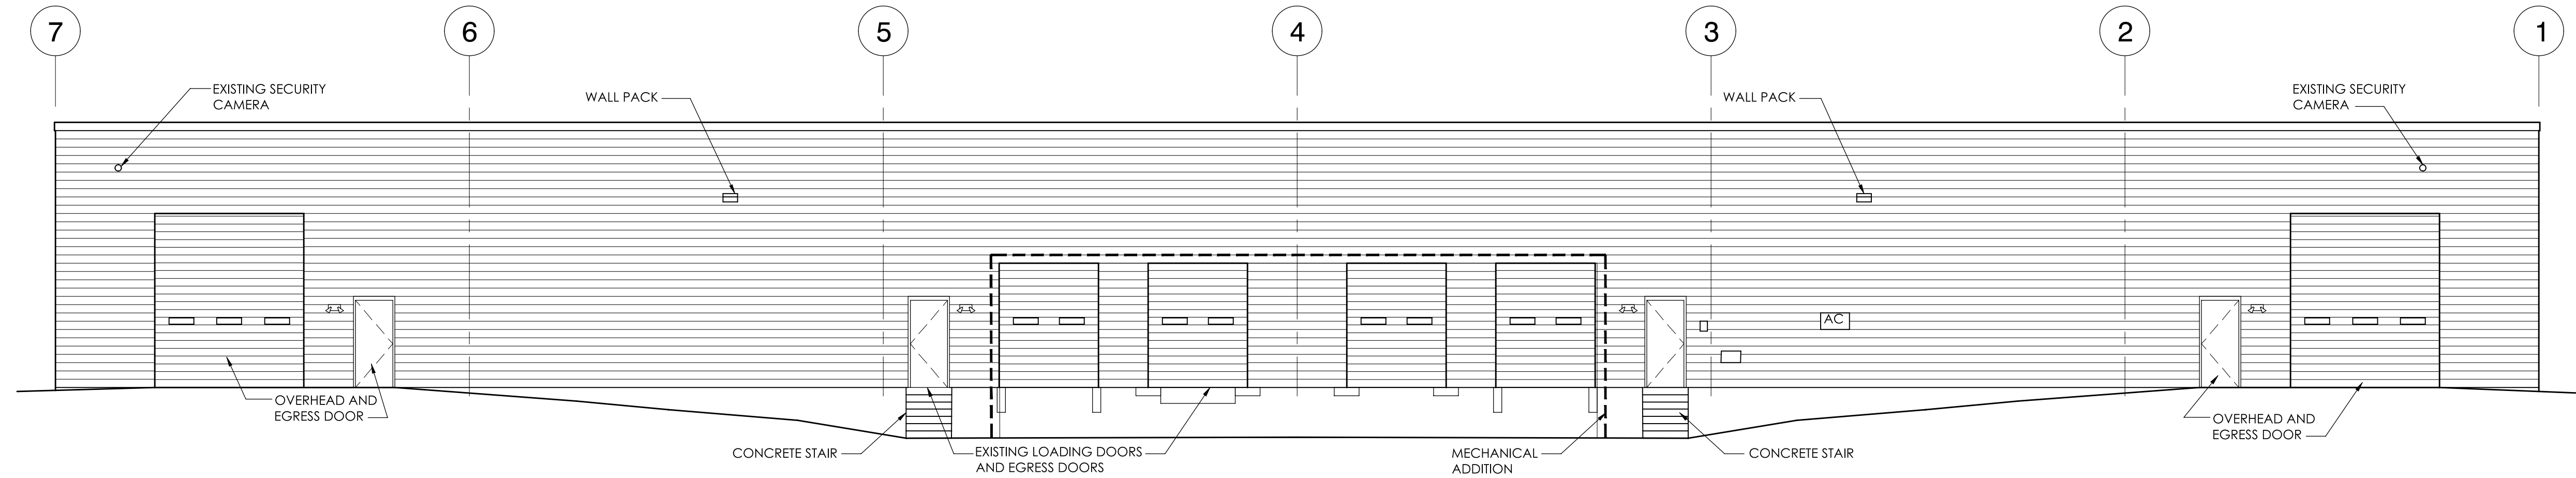 7
6
5
4
3
2
1
EXISTING SECURITY
CAMERA
WALL PACK
WALL PACK
EXISTING SECURITY
CAMERA
AC
OVERHEAD AND
EGRESS DOOR
CONCRETE STAIR
EXISTING LOADING DOORS
AND EGRESS DOORS
MECHANICAL
ADDITION
CONCRETE STAIR
OVERHEAD AND
EGRESS DOOR